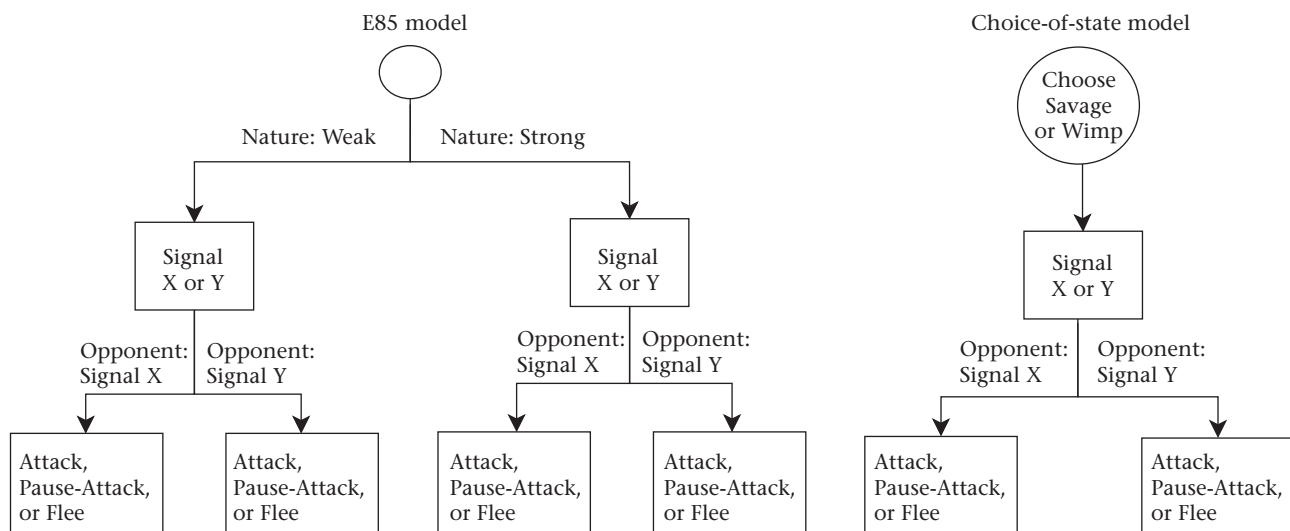 E85 model
Nature: Weak
Nature: Strong
Signal
X or Y
Signal
X or Y
Opponent:
Signal X
Opponent:
Signal Y
Opponent:
Signal X
Opponent:
Signal Y
Attack,
Pause-Attack,
or Flee
Attack,
Pause-Attack,
or Flee
Attack,
Pause-Attack,
or Flee
Attack,
Pause-Attack,
or Flee
Choice-of-state model
Choose
Savage
or Wimp
Signal
X or Y
Opponent:
Signal X
Opponent:
Signal Y
Attack,
Pause-Attack,
or Flee
Attack,
Pause-Attack,
or Flee